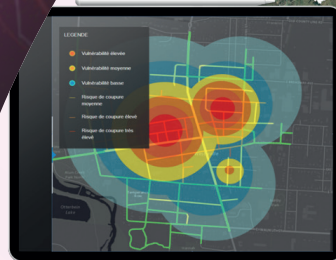 LEGENDE
Vulnérabilité élevée
Vulnérabilité moyenne
Vulnérabilité basse
Risque de coupure
moyenne
Risque de coupure élevé
Risque de coupure très
élevé